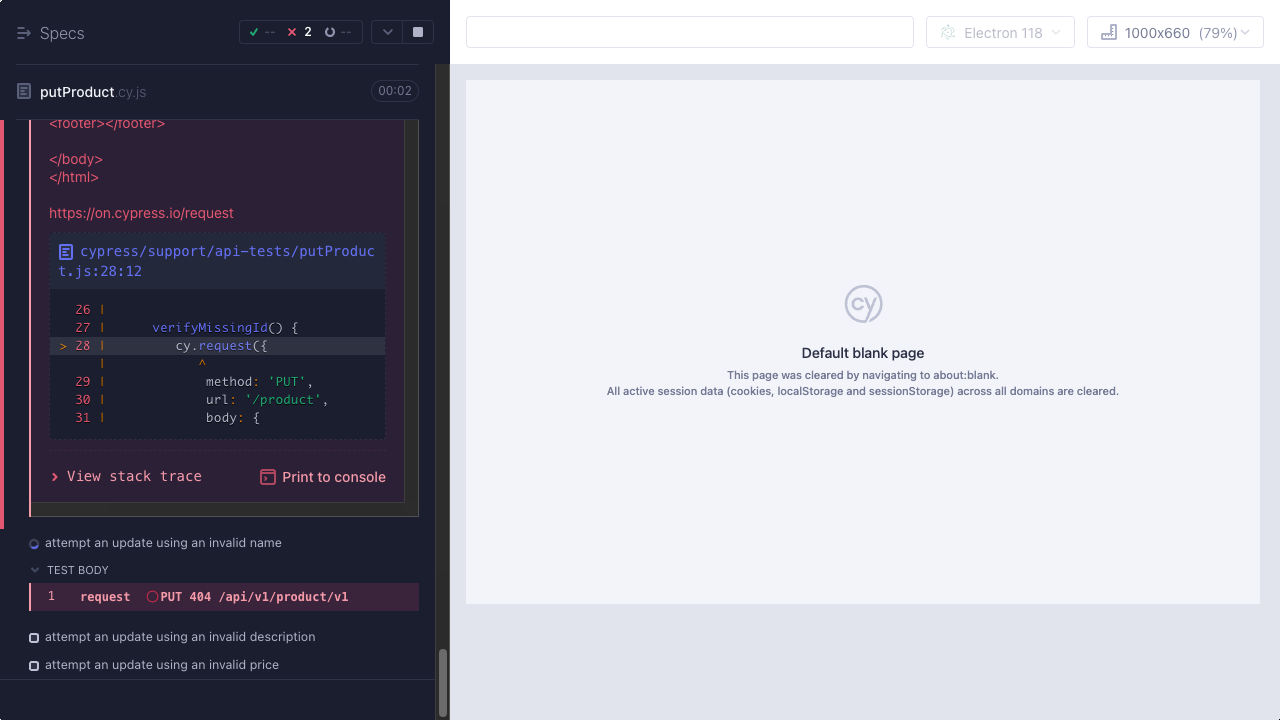 Specs
--
2
--
Electron 118
1000x660 (79%)
putProduct.cy.js
00:02
<footer></footer>
</body>
</html>
https://on.cypress.io/request
cypress/support/api-tests/putProduc
t.js:28:12
26 |
27 | verifyMissingId() {
> 28 | cy.request({
| ^
29 | method: 'PUT',
30 | url: '/product',
31 | body: {
View stack trace
Print to console
attempt an update using an invalid name
TEST BODY
1 request PUT 404 /api/v1/product/v1
attempt an update using an invalid description
attempt an update using an invalid price
cy
Default blank page
This page was cleared by navigating to about:blank.
All active session data (cookies, localStorage and sessionStorage) across all domains are cleared.